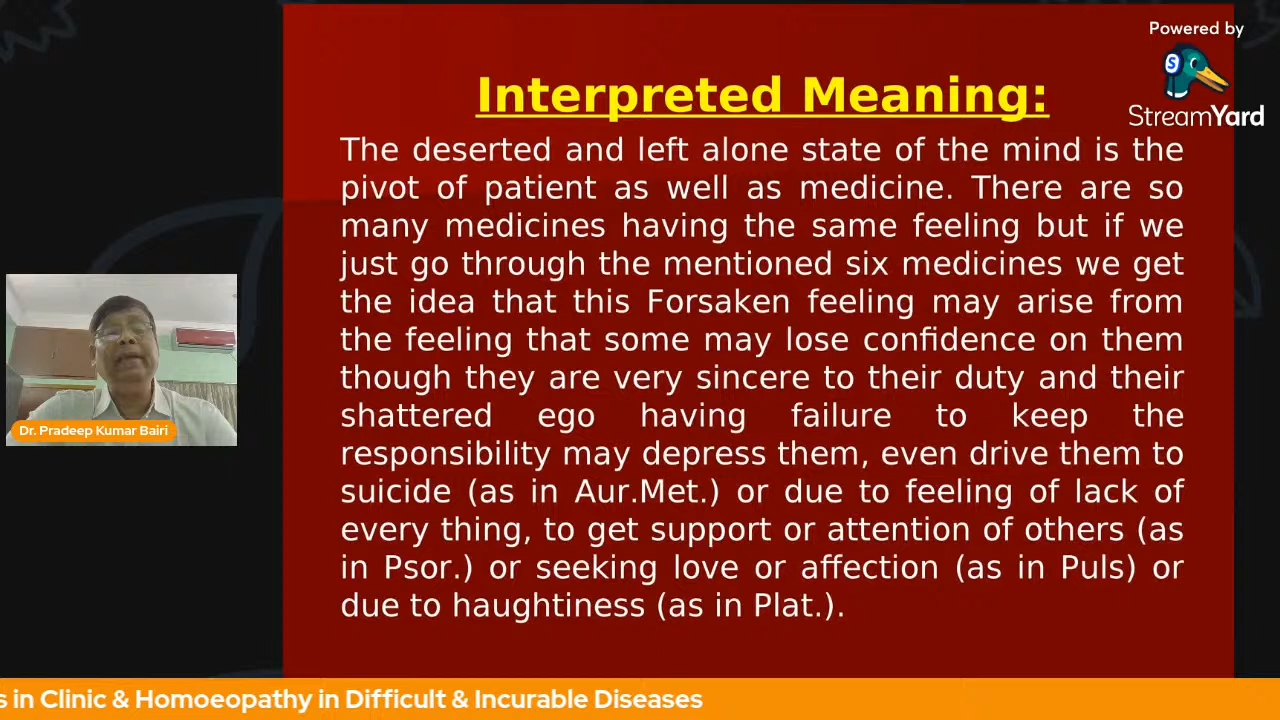 Powered by
StreamYard
Interpreted Meaning:
The deserted and left alone state of the mind is the
pivot of patient as well as medicine. There are so
many medicines having the same feeling but if we
just go through the mentioned six medicines we get
the idea that this Forsaken feeling may arise from
the feeling that some may lose confidence on them
though they are very sincere to their duty and their
shattered ego having failure to keep the
responsibility may depress them, even drive them to
suicide (as in Aur.Met.) or due to feeling of lack of
every thing, to get support or attention of others (as
in Psor.) or seeking love or affection (as in Puls) or
due to haughtiness (as in Plat.).
Dr. Pradeep Kumar Bairi
s in Clinic & Homoeopathy in Difficult & Incurable Diseases